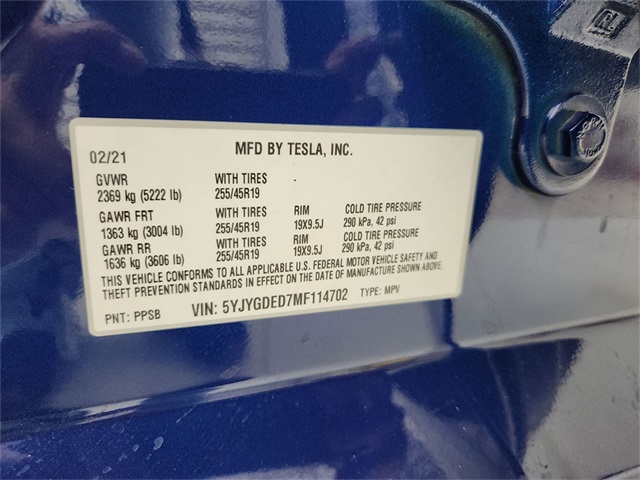 MFD BY TESLA, INC.
02/21
GVWR WITH TIRES -
2369 kg (5222 lb) 255/45R19
GAWR FRT WITH TIRES RIM COLD TIRE PRESSURE
1363 kg (3004 lb) 255/45R19 19X9.5J 290 kPa, 42 psi
GAWR RR WITH TIRES RIM COLD TIRE PRESSURE
1636 kg (3606 lb) 255/45R19 19X9.5J 290 kPa, 42 psi
THIS VEHICLE CONFORMS TO ALL APPLICABLE U.S. FEDERAL MOTOR VEHICLE SAFETY AND
THEFT PREVENTION STANDARDS IN EFFECT ON THE DATE OF MANUFACTURE SHOWN ABOVE.
PNT: PPSB VIN: 5YJYGDED7MF114702 TYPE: MPV